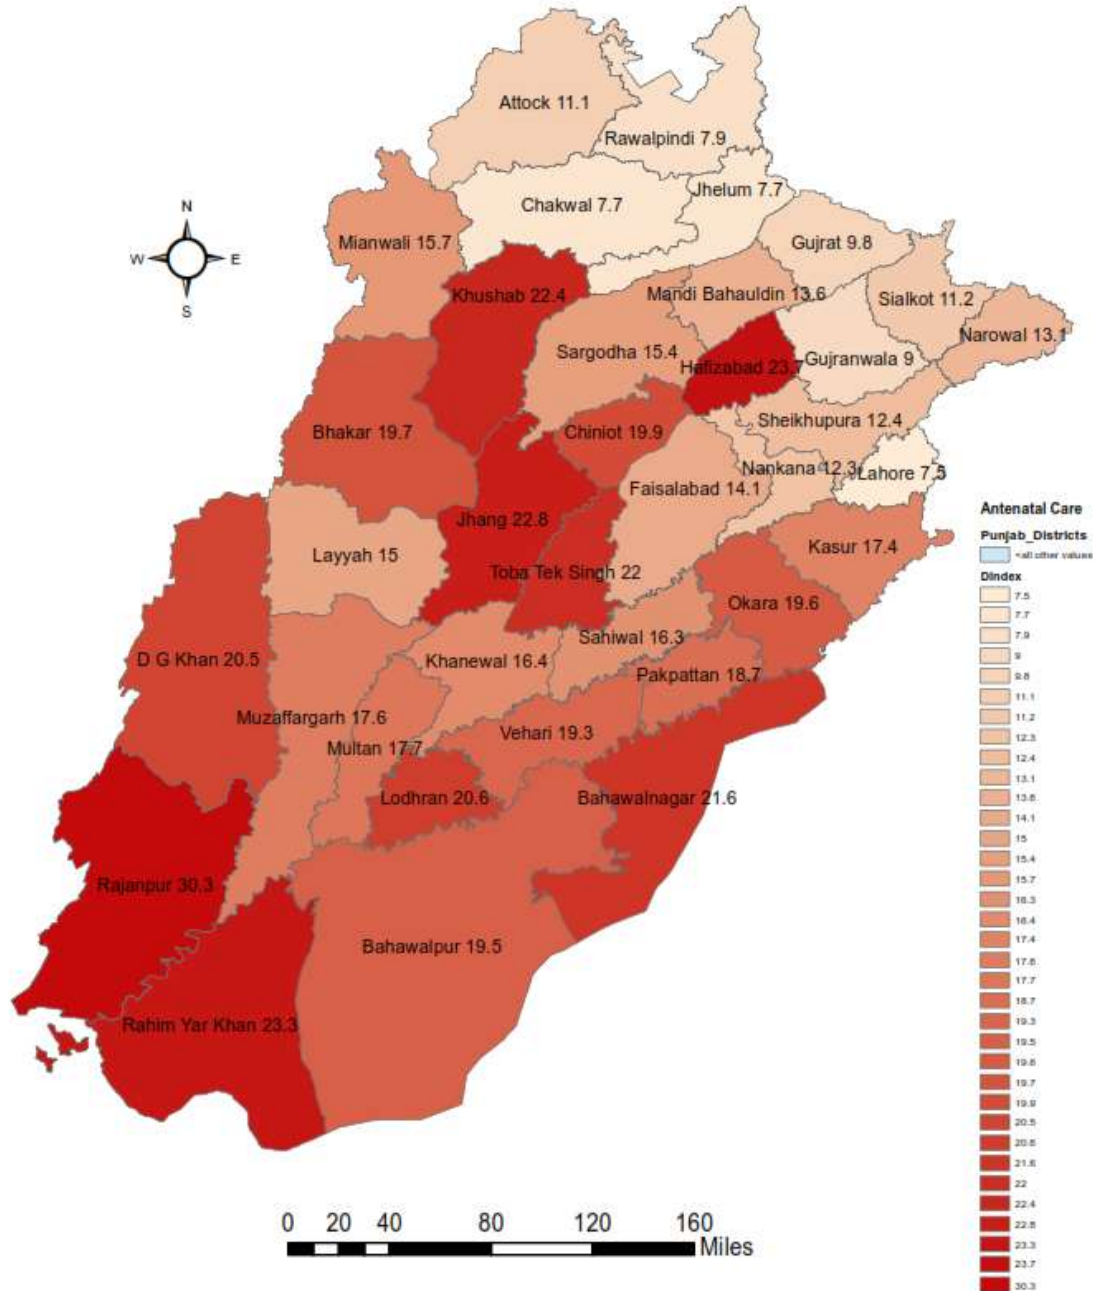 Attock 11.1
Rawalpindi 7.9
Jhelum 7.7
Chakwal 7.7
N
W
E
S
Mianwali 15.7
Gujrat 9.8
Khushab 22.4
Mandi Bahauldin 13.6
Sialkot 11.2
Narowal 13.1
Sargodha 15.4
Hafizabad 23.7
Gujranwala 9
Sheikhupura 12.4
Bhakar 19.7
Chiniot 19.9
Nankana 12.3
Lahore 7.5
Faisalabad 14.1
Jhang 22.8
Layyah 15
Kasur 17.4
Toba Tek Singh 22
Okara 19.6
Sahiwal 16.3
D G Khan 20.5
Khanewal 16.4
Pakpattan 18.7
Muzaffargarh 17.6
Vehari 19.3
Multan 17.7
Lodhran 20.6
Bahawalnagar 21.6
Rajanpur 30.3
Bahawalpur 19.5
Rahim Yar Khan 23.3
Antenatal Care
Punjab_Districts
<all other values
DIndex
7.5
7.7
7.9
9
9.8
11.1
11.2
12.3
12.4
13.1
13.6
14.1
15
15.4
15.7
16.3
16.4
17.4
17.6
17.7
18.7
19.3
19.5
19.6
19.7
19.9
20.5
20.6
21.6
22
22.4
22.8
23.3
23.7
30.3
0 20 40 80 120 160
Miles